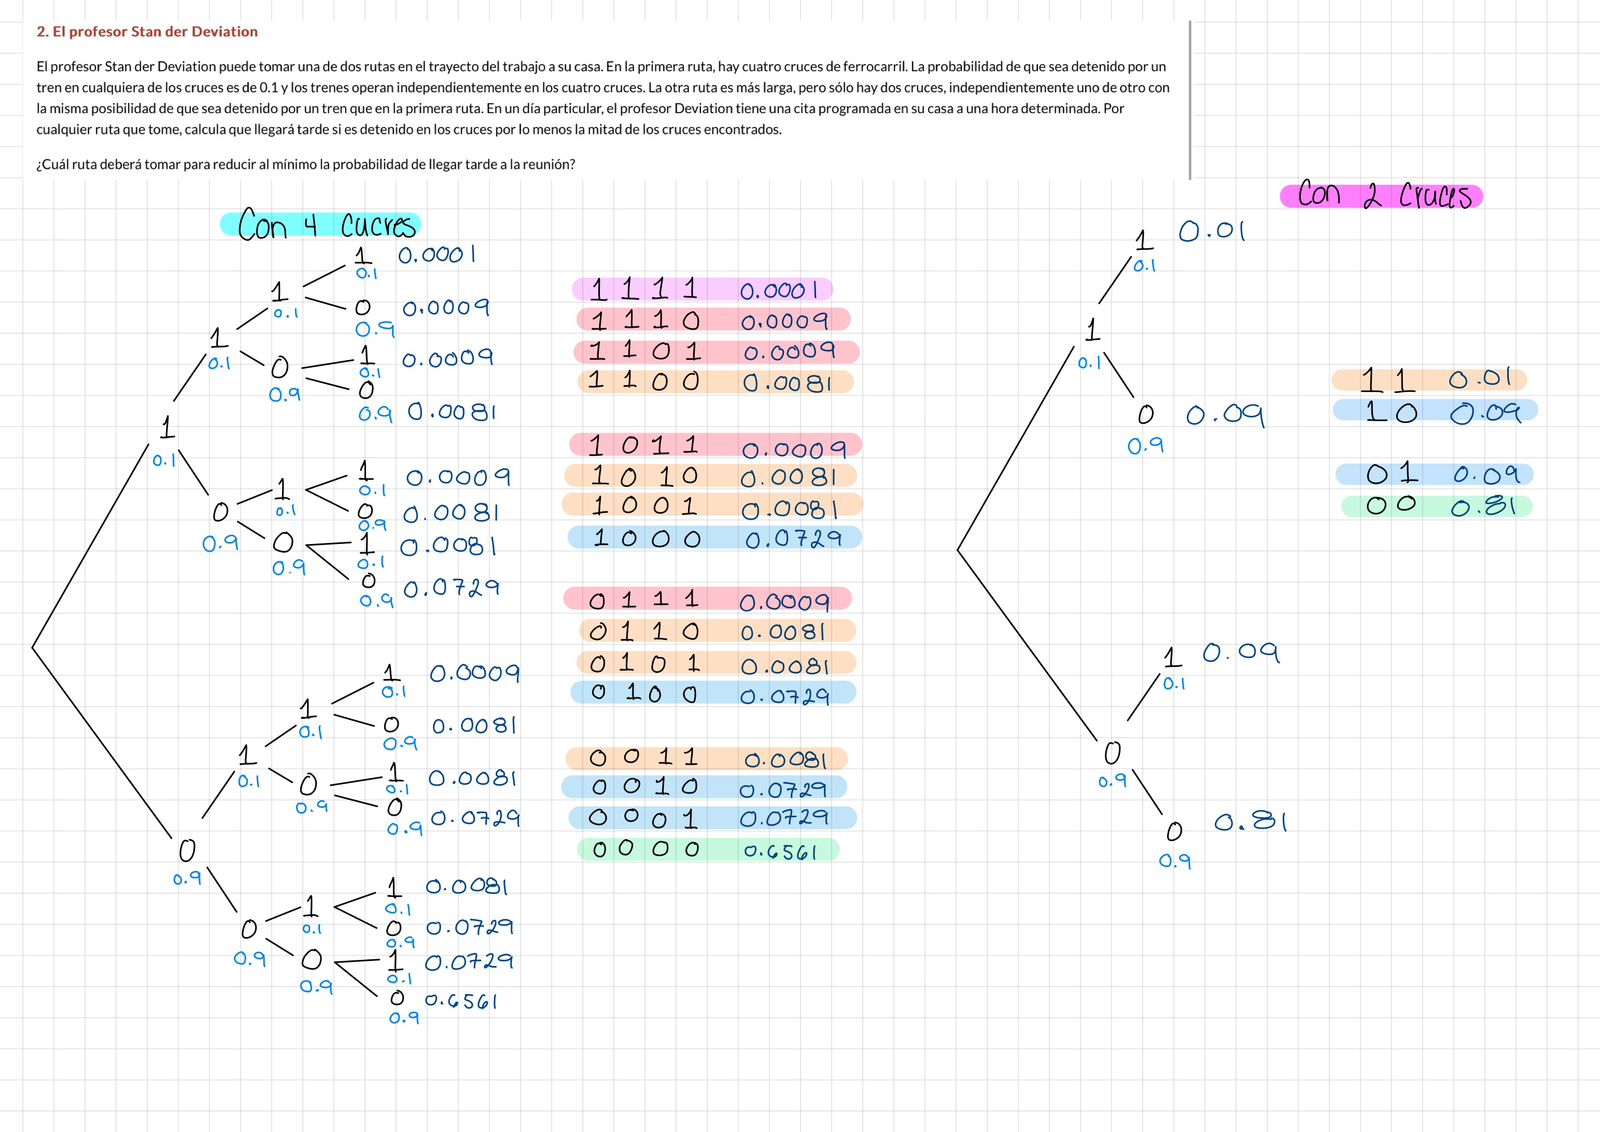 2. El profesor Stan der Deviation
El profesor Stan der Deviation puede tomar una de dos rutas en el trayecto del trabajo a su casa. En la primera ruta, hay cuatro cruces de ferrocarril. La probabilidad de que sea detenido por un
tren en cualquiera de los cruces es de 0.1 y los trenes operan independientemente en los cuatro cruces. La otra ruta es más larga, pero sólo hay dos cruces, independientemente uno de otro con
la misma posibilidad de que sea detenido por un tren que en la primera ruta. En un día particular, el profesor Deviation tiene una cita programada en su casa a una hora determinada. Por
cualquier ruta que tome, calcula que llegará tarde si es detenido en los cruces por lo menos la mitad de los cruces encontrados.
¿Cuál ruta deberá tomar para reducir al mínimo la probabilidad de llegar tarde a la reunión?
Con 4 cucres
1 0.0001
0.1
1
0.1
0 0.0009
0.9
1
0.1
1 0.0009
0.1
0
0.9
0
0.9 0.0081
1
0.1
1 0.0009
0.1
1
0.1
0 0.0081
0.9
0
0.9
1 0.0081
0.1
0
0.9
0 0.0729
0.9
1 0.0009
0.1
1
0.1
0 0.0081
0.9
1
0.1
1 0.0081
0.1
0
0.9
0 0.0729
0.9
0
0.9
1 0.0081
0.1
1
0.1
0 0.0729
0.9
0
0.9
1 0.0729
0.1
0
0.9
0 0.6561
0.9
1 1 1 1 0.0001
1 1 1 0 0.0009
1 1 0 1 0.0009
1 1 0 0 0.0081
1 0 1 1 0.0009
1 0 1 0 0.0081
1 0 0 1 0.0081
1 0 0 0 0.0729
0 1 1 1 0.0009
0 1 1 0 0.0081
0 1 0 1 0.0081
0 1 0 0 0.0729
0 0 1 1 0.0081
0 0 1 0 0.0729
0 0 0 1 0.0729
0 0 0 0 0.6561
Con 2 cruces
1 0.01
0.1
1
0.1
0 0.09
0.9
1 0.09
0.1
0
0.9
0 0.81
0.9
1 1 0.01
1 0 0.09
0 1 0.09
0 0 0.81